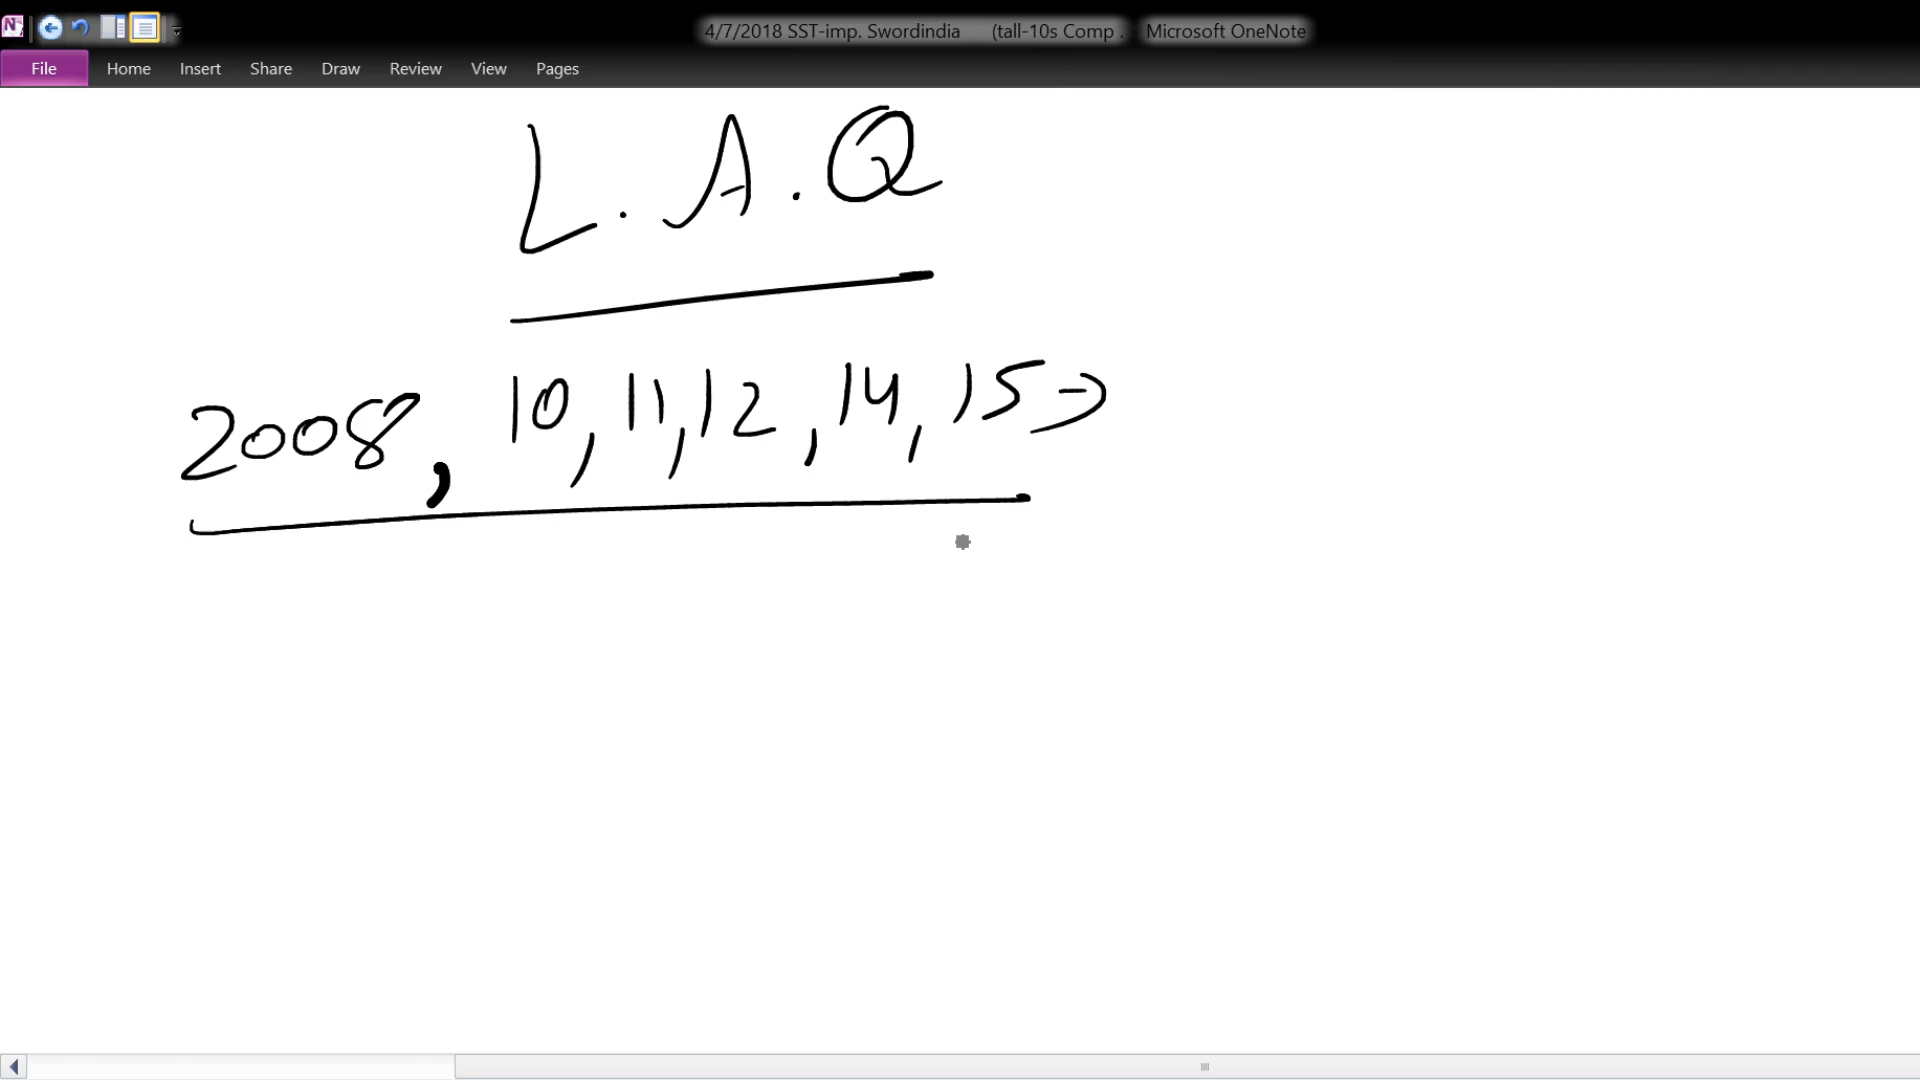 4/7/2018 SST-imp. Swordindia (tall-10s Comp . - Microsoft OneNote
File Home Insert Share Draw Review View Pages
L.A.Q
2008, 10, 11, 12, 14, 15 →